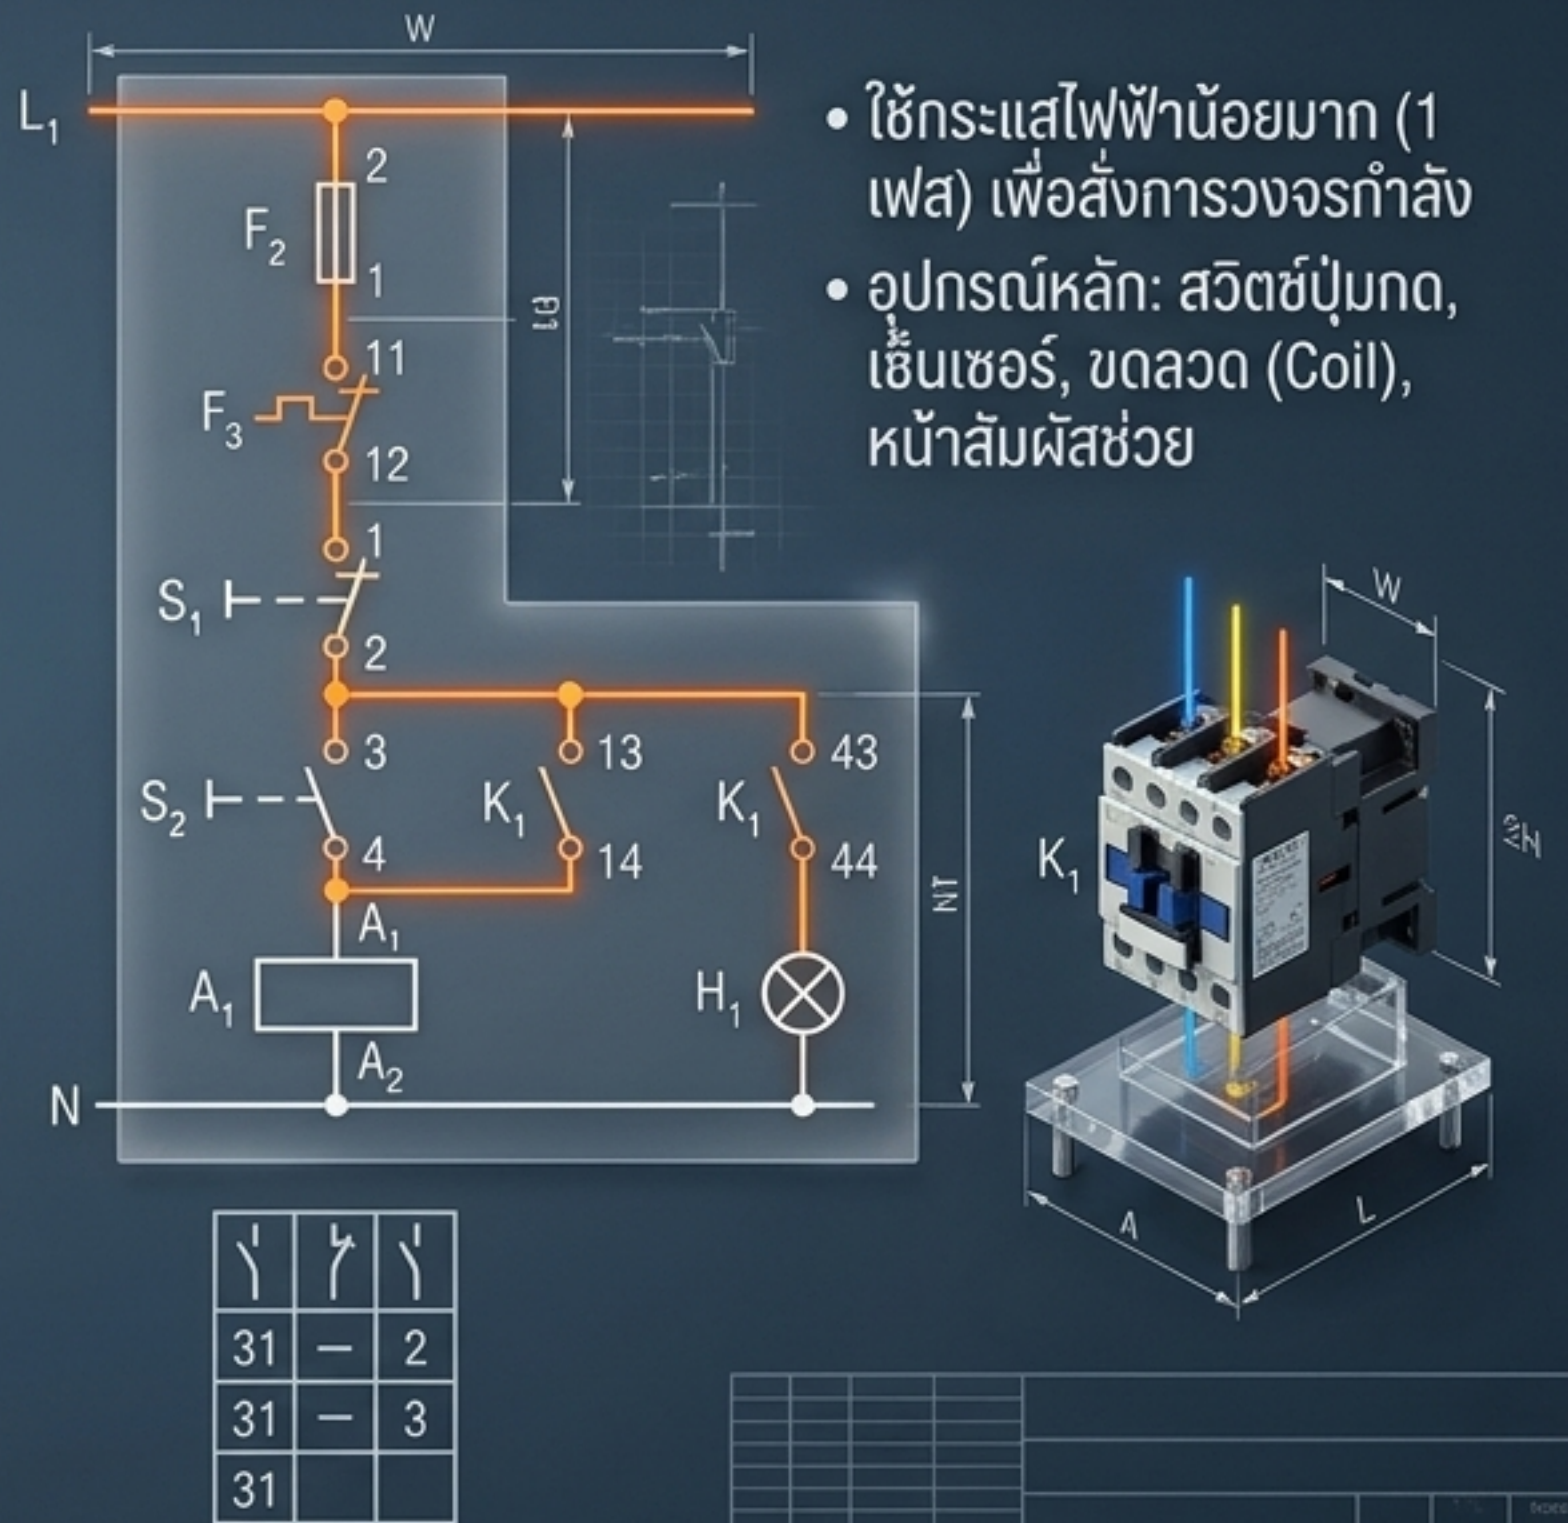 W
L1
2
F2
1
11
F3
12
1
S1
2
3
13
43
S2
K1
K1
4
14
44
A1
A1
H1
A2
N
• ใช้กระแสไฟฟ้าน้อยมาก (1
เฟส) เพื่อสั่งการวงจรกำลัง
• อุปกรณ์หลัก: สวิตซ์ปุ่มกด,
เซ็นเซอร์, ขดลวด (Coil),
หน้าสัมผัสช่วย
W
K1
A
L
31 — 2
31 — 3
31